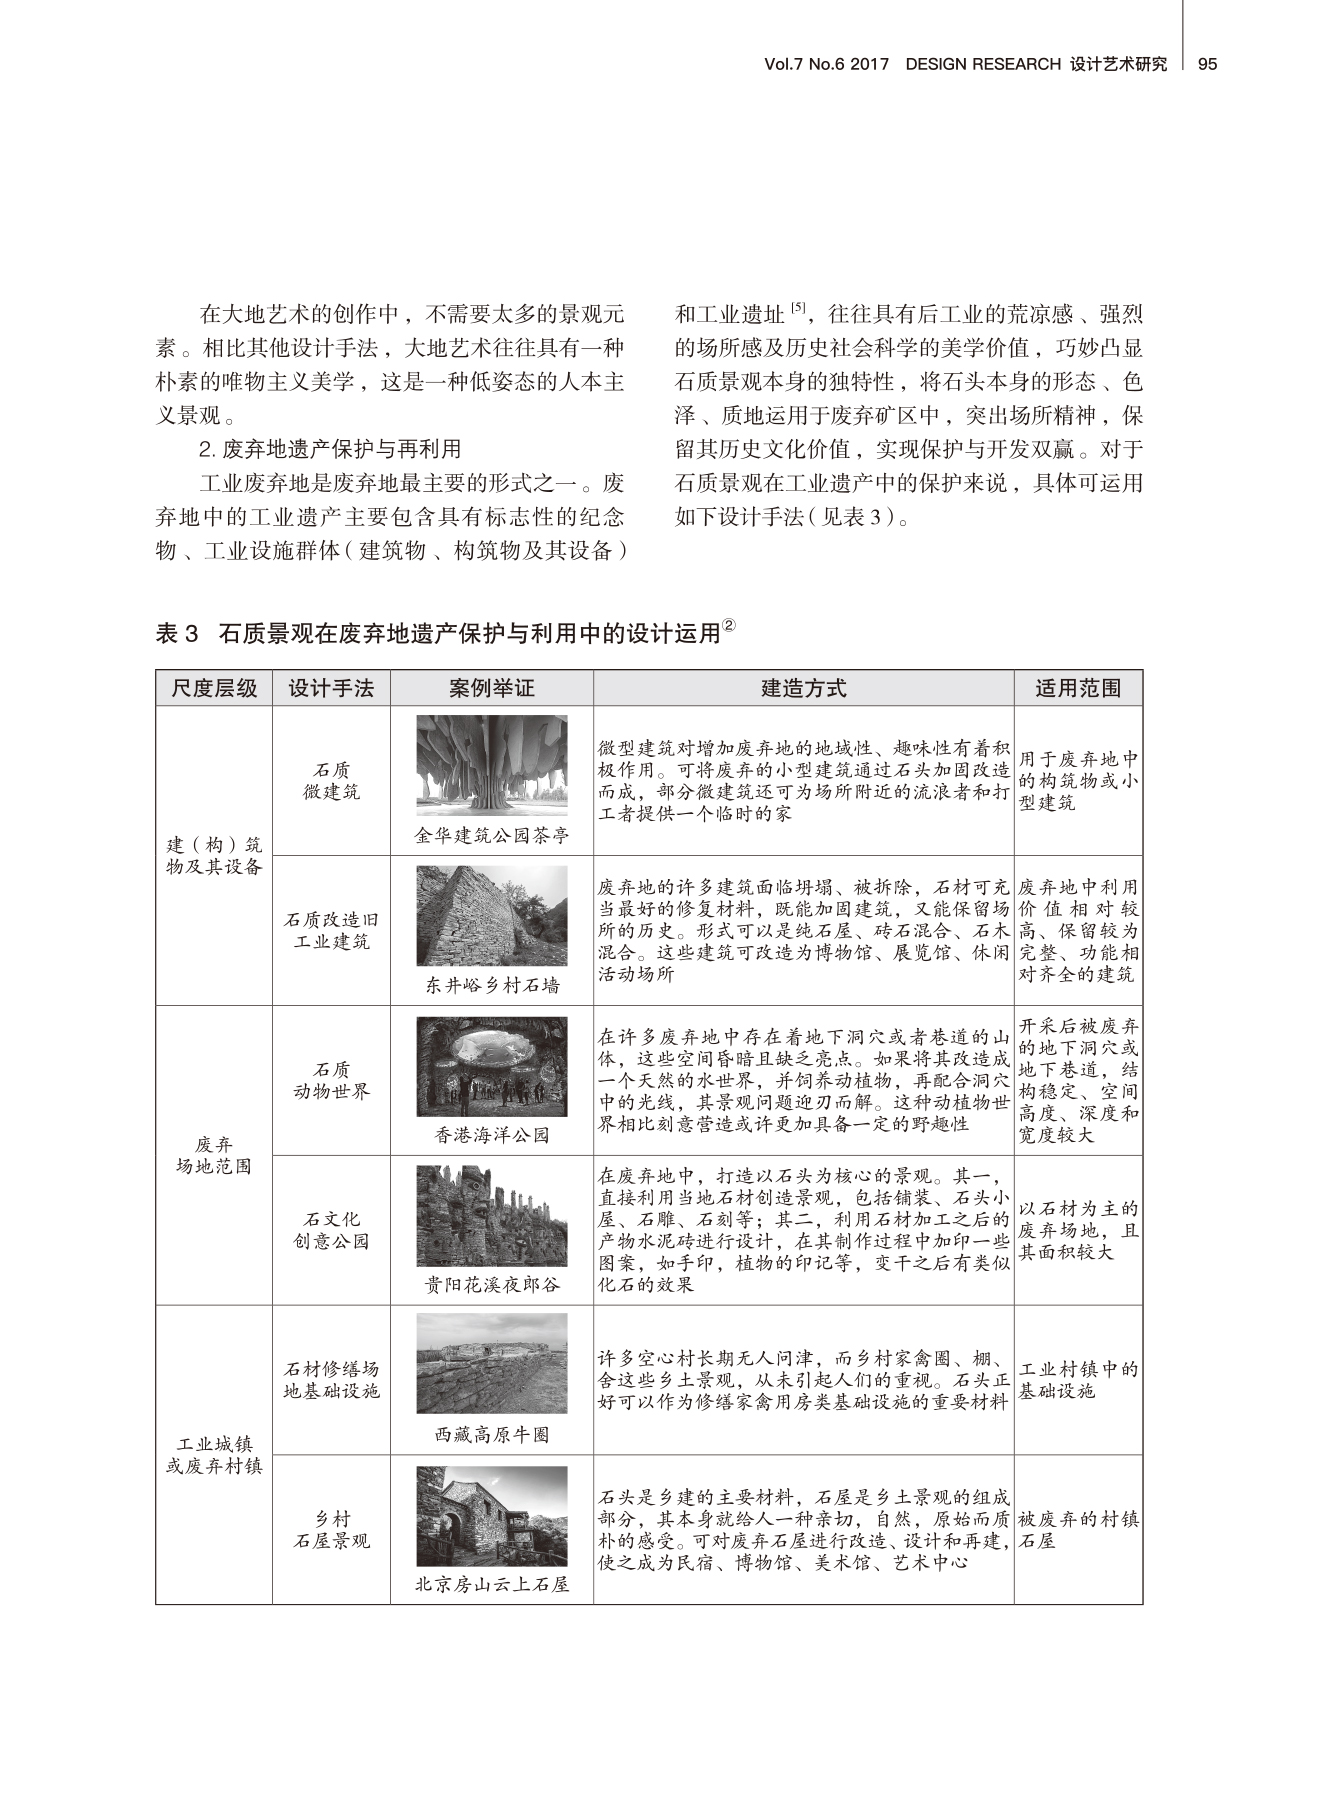 Vol.7 No.6 2017 DESIGN RESEARCH 设计艺术研究 95
在大地艺术的创作中，不需要太多的景观元
素。相比其他设计手法，大地艺术往往具有一种
朴素的唯物主义美学，这是一种低姿态的人本主
义景观。
2. 废弃地遗产保护与再利用
工业废弃地是废弃地最主要的形式之一。废
弃地中的工业遗产主要包含具有标志性的纪念
物、工业设施群体（建筑物、构筑物及其设备）
和工业遗址[5]，往往具有后工业的荒凉感、强烈
的场所感及历史社会科学的美学价值，巧妙凸显
石质景观本身的独特性，将石头本身的形态、色
泽、质地运用于废弃矿区中，突出场所精神，保
留其历史文化价值，实现保护与开发双赢。对于
石质景观在工业遗产中的保护来说，具体可运用
如下设计手法（见表3）。
表 3 石质景观在废弃地遗产保护与利用中的设计运用②
尺度层级 设计手法 案例举证 建造方式 适用范围
建（构）筑
物及其设备
石质
微建筑
金华建筑公园茶亭
微型建筑对增加废弃地的地域性、趣味性有着积
极作用。可将废弃的小型建筑通过石头加固改造
而成，部分微建筑还可为场所附近的流浪者和打
工者提供一个临时的家
用于废弃地中
的构筑物或小
型建筑
石质改造旧
工业建筑
东井峪乡村石墙
废弃地的许多建筑面临坍塌、被拆除，石材可充
当最好的修复材料，既能加固建筑，又能保留场
所的历史。形式可以是纯石屋、砖石混合、石木
混合。这些建筑可改造为博物馆、展览馆、休闲
活动场所
废弃地中利用
价值相对较
高、保留较为
完整、功能相
对齐全的建筑
废弃
场地范围
石质
动物世界
香港海洋公园
在许多废弃地中存在着地下洞穴或者巷道的山
体，这些空间昏暗且缺乏亮点。如果将其改造成
一个天然的水世界，并饲养动植物，再配合洞穴
中的光线，其景观问题迎刃而解。这种动植物世
界相比刻意营造或许更加具备一定的野趣性
开采后被废弃
的地下洞穴或
地下巷道，结
构稳定、空间
高度、深度和
宽度较大
石文化
创意公园
贵阳花溪夜郎谷
在废弃地中，打造以石头为核心的景观。其一，
直接利用当地石材创造景观，包括铺装、石头小
屋、石雕、石刻等；其二，利用石材加工之后的
产物水泥砖进行设计，在其制作过程中加印一些
图案，如手印，植物的印记等，变干之后有类似
化石的效果
以石材为主的
废弃场地，且
其面积较大
工业城镇
或废弃村镇
石材修缮场
地基础设施
西藏高原牛圈
许多空心村长期无人问津，而乡村家禽圈、棚、
舍这些乡土景观，从未引起人们的重视。石头正
好可以作为修缮家禽用房类基础设施的重要材料
工业村镇中的
基础设施
乡村
石屋景观
北京房山云上石屋
石头是乡建的主要材料，石屋是乡土景观的组成
部分，其本身就给人一种亲切，自然，原始而质
朴的感受。可对废弃石屋进行改造、设计和再建，
使之成为民宿、博物馆、美术馆、艺术中心
被废弃的村镇
石屋